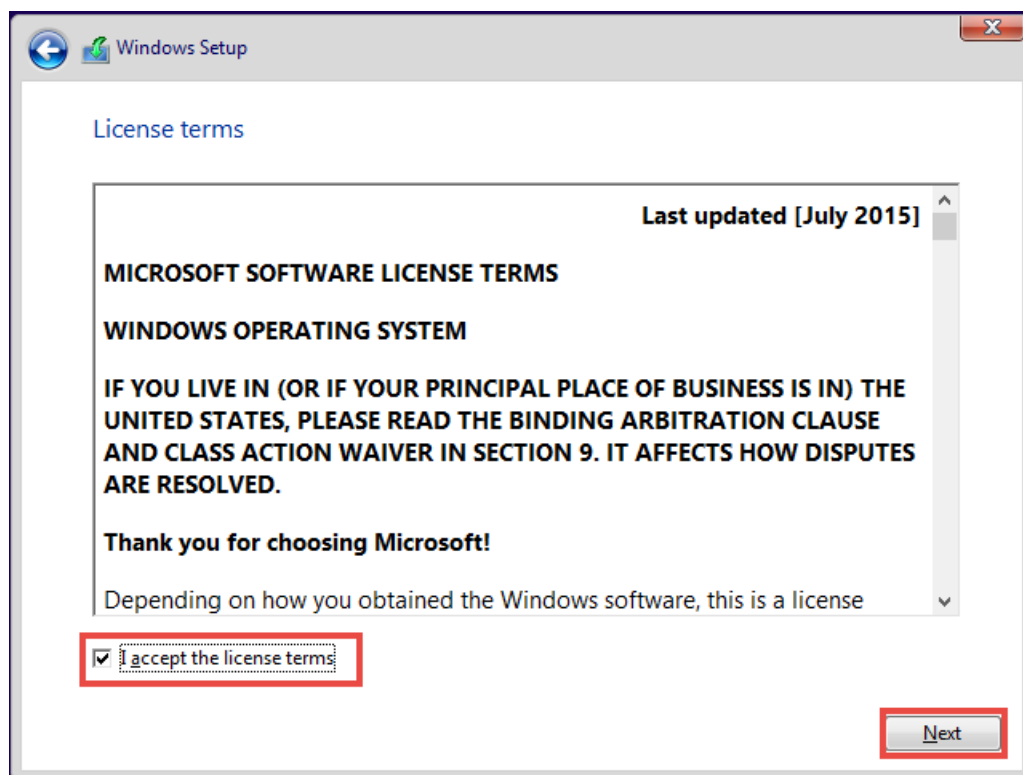 Windows Setup
License terms
Last updated [July 2015]
MICROSOFT SOFTWARE LICENSE TERMS
WINDOWS OPERATING SYSTEM
IF YOU LIVE IN (OR IF YOUR PRINCIPAL PLACE OF BUSINESS IS IN) THE
UNITED STATES, PLEASE READ THE BINDING ARBITRATION CLAUSE
AND CLASS ACTION WAIVER IN SECTION 9. IT AFFECTS HOW DISPUTES
ARE RESOLVED.
Thank you for choosing Microsoft!
Depending on how you obtained the Windows software, this is a license
I accept the license terms
Next